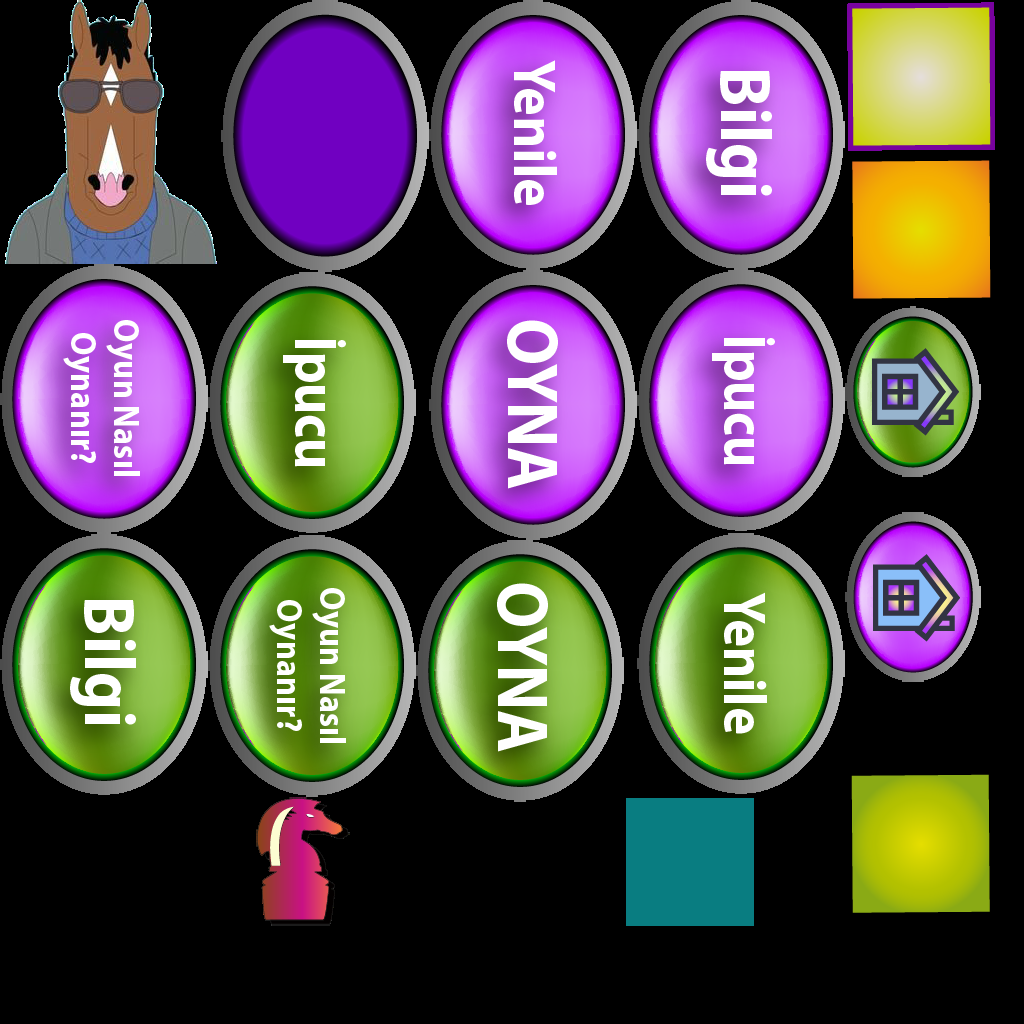 Yenile
Bilgi
Oyun Nasıl
Oynanır?
İpucu
OYNA
İpucu
Bilgi
Oyun Nasıl
Oynanır?
OYNA
Yenile